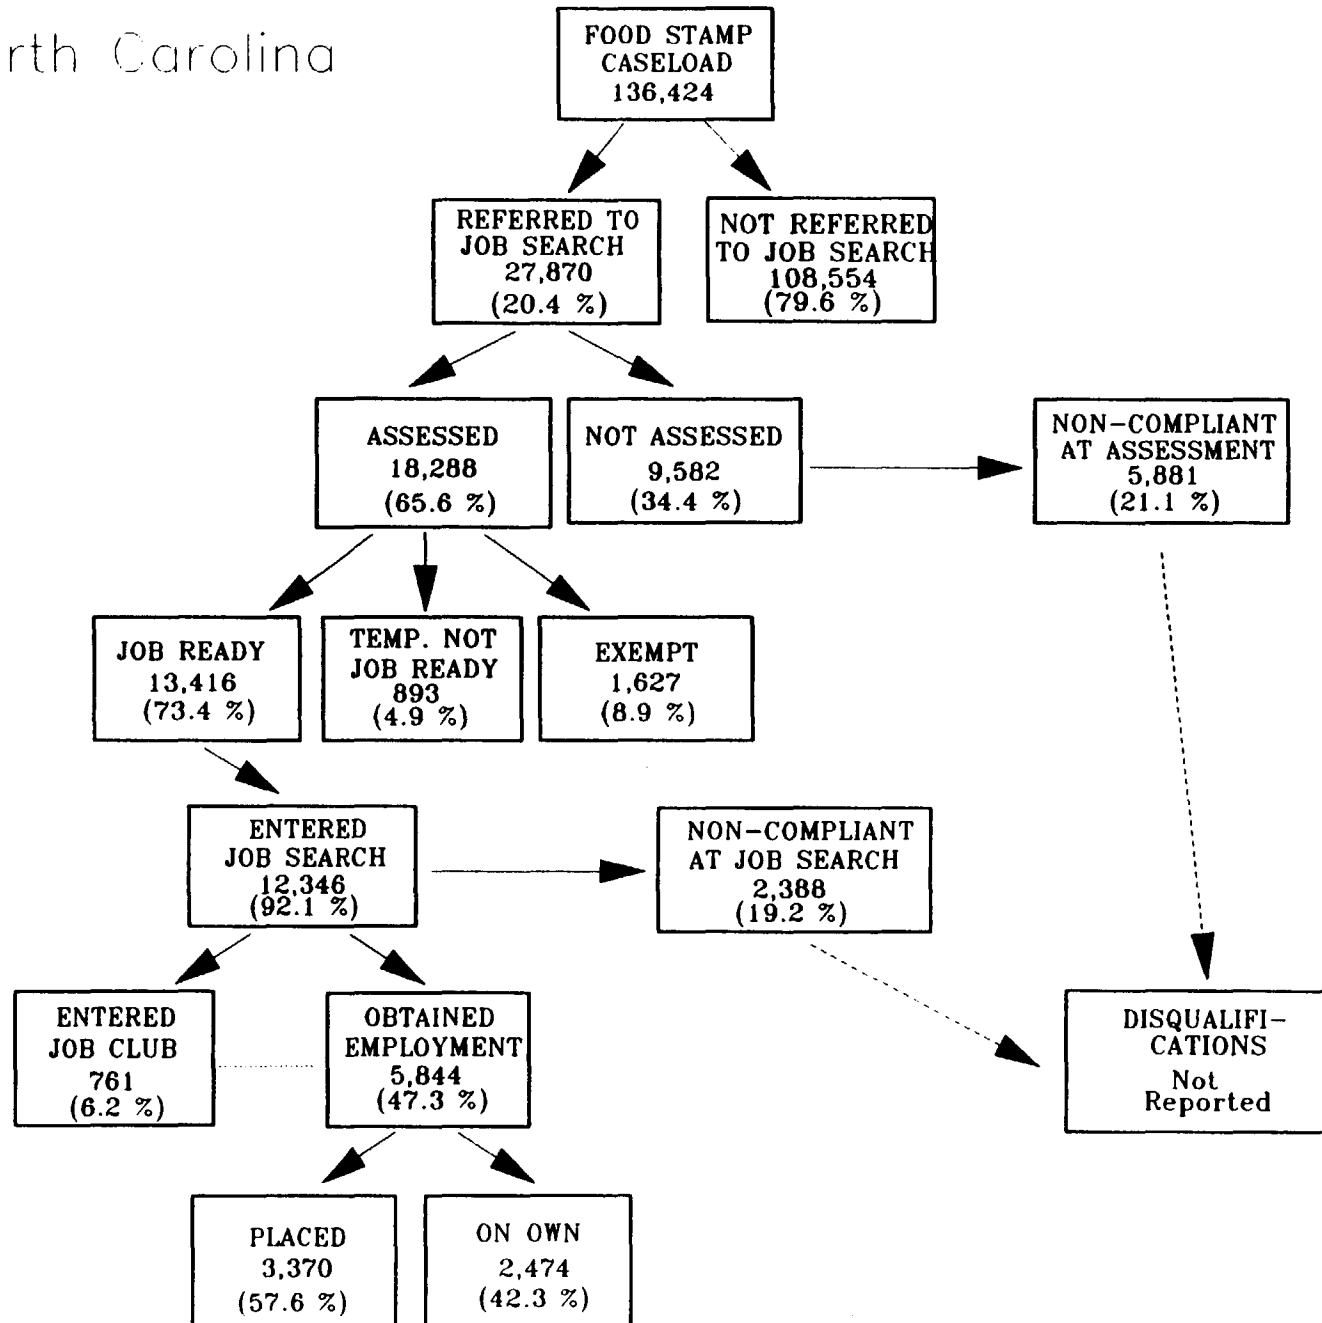 rth Carolina
FOOD STAMP
CASELOAD
136,424
REFERRED TO
JOB SEARCH
27,870
(20.4 %)
NOT REFERRED
TO JOB SEARCH
108,554
(79.6 %)
ASSESSED
18,288
(65.6 %)
NOT ASSESSED
9,582
(34.4 %)
NON-COMPLIANT
AT ASSESSMENT
5,881
(21.1 %)
JOB READY
13,416
(73.4 %)
TEMP. NOT
JOB READY
893
(4.9 %)
EXEMPT
1,627
(8.9 %)
ENTERED
JOB SEARCH
12,346
(92.1 %)
NON-COMPLIANT
AT JOB SEARCH
2,388
(19.2 %)
ENTERED
JOB CLUB
761
(6.2 %)
OBTAINED
EMPLOYMENT
5,844
(47.3 %)
DISQUALIFI-
CATIONS
Not
Reported
PLACED
3,370
(57.6 %)
ON OWN
2,474
(42.3 %)